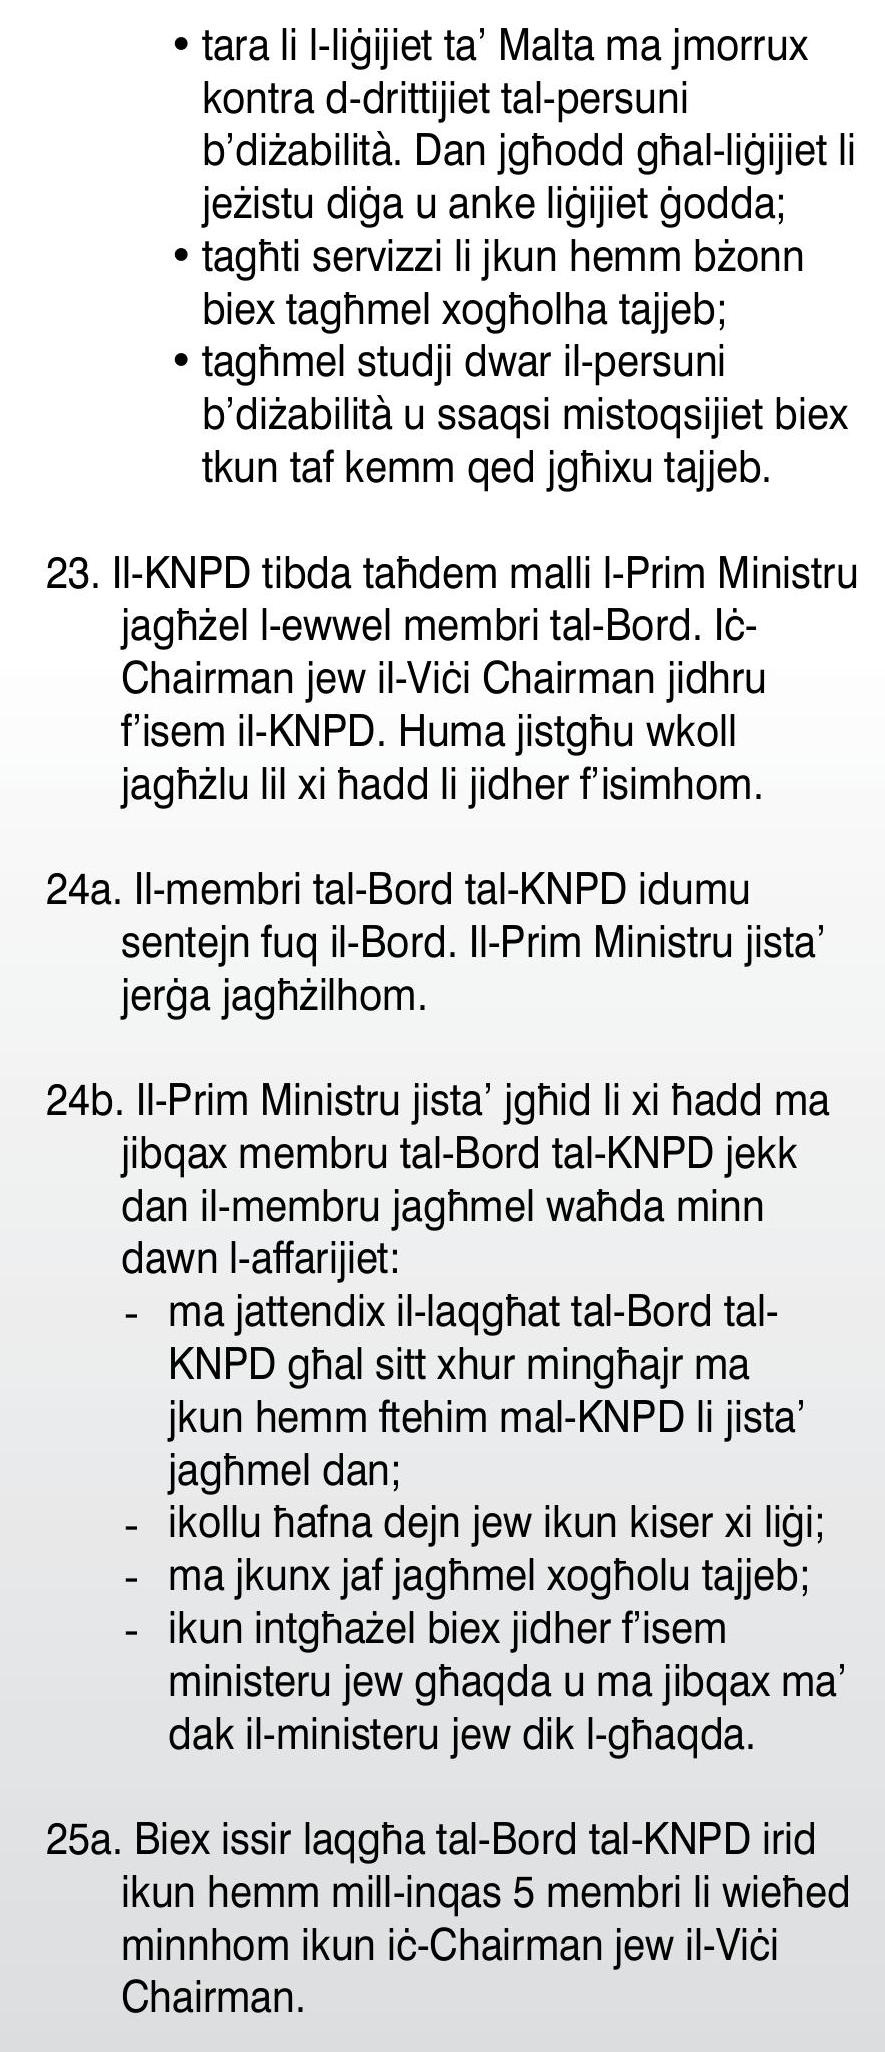 • tara li l-liġijiet ta’ Malta ma jmorrux
kontra d-drittijiet tal-persuni
b’diżabilità. Dan jgħodd għal-liġijiet li
jeżistu diġa u anke liġijiet ġodda;
• tagħti servizzi li jkun hemm bżonn
biex tagħmel xogħolha tajjeb;
• tagħmel studji dwar il-persuni
b’diżabilità u ssaqsi mistoqsijiet biex
tkun taf kemm qed jgħixu tajjeb.
23. Il-KNPD tibda taħdem malli l-Prim Ministru
jagħżel l-ewwel membri tal-Bord. Iċ-
Chairman jew il-Viċi Chairman jidhru
f’isem il-KNPD. Huma jistgħu wkoll
jagħżlu lil xi ħadd li jidher f’isimhom.
24a. Il-membri tal-Bord tal-KNPD idumu
sentejn fuq il-Bord. Il-Prim Ministru jista’
jerġa jagħżilhom.
24b. Il-Prim Ministru jista’ jgħid li xi ħadd ma
jibqax membru tal-Bord tal-KNPD jekk
dan il-membru jagħmel waħda minn
dawn l-affarijiet:
- ma jattendix il-laqgħat tal-Bord tal-
KNPD għal sitt xhur mingħajr ma
jkun hemm ftehim mal-KNPD li jista’
jagħmel dan;
- ikollu ħafna dejn jew ikun kiser xi liġi;
- ma jkunx jaf jagħmel xogħolu tajjeb;
- ikun intgħażel biex jidher f’isem
ministeru jew għaqda u ma jibqax ma’
dak il-ministeru jew dik l-għaqda.
25a. Biex issir laqgħa tal-Bord tal-KNPD irid
ikun hemm mill-inqas 5 membri li wieħed
minnhom ikun iċ-Chairman jew il-Viċi
Chairman.